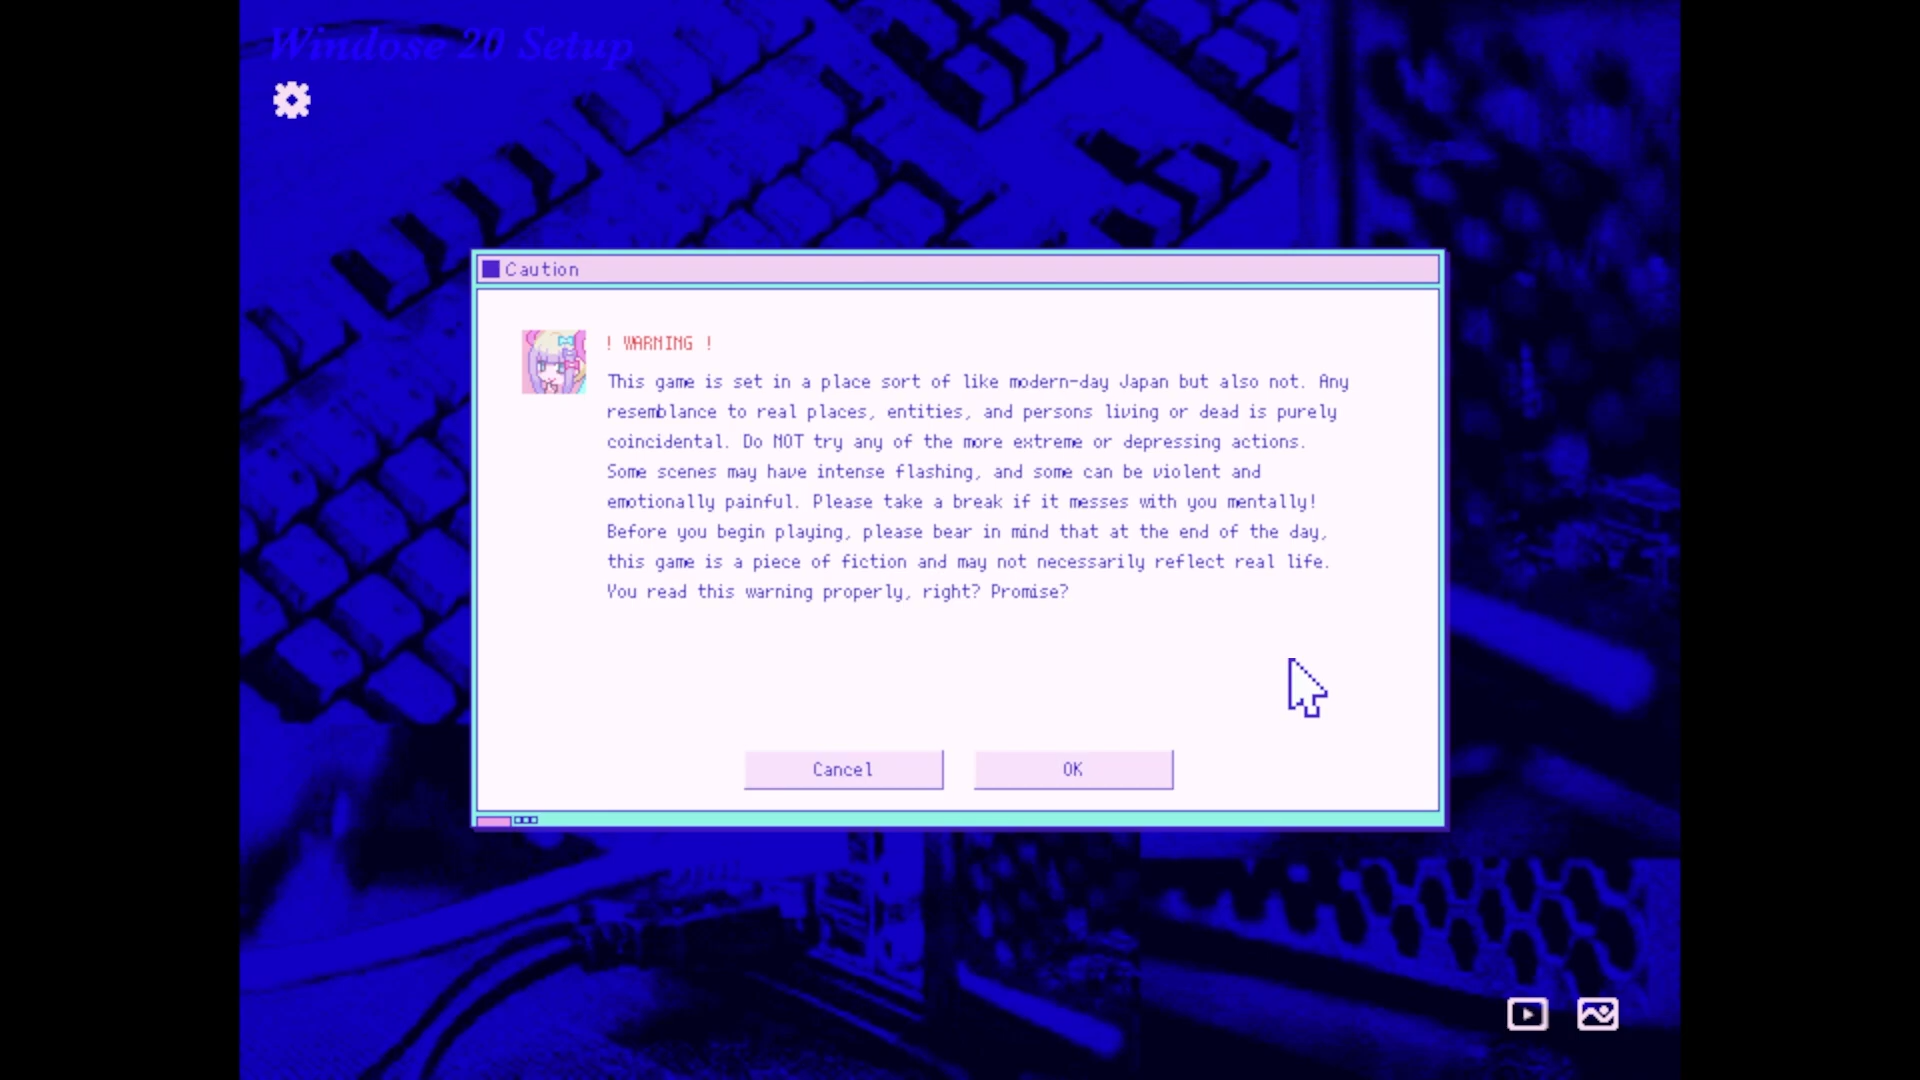 Windose 20 Setup
Caution
! WARNING !
This game is set in a place sort of like modern-day Japan but also not. Any
resemblance to real places, entities, and persons living or dead is purely
coincidental. Do NOT try any of the more extreme or depressing actions.
Some scenes may have intense flashing, and some can be violent and
emotionally painful. Please take a break if it messes with you mentally!
Before you begin playing, please bear in mind that at the end of the day,
this game is a piece of fiction and may not necessarily reflect real life.
You read this warning properly, right? Promise?
Cancel
OK